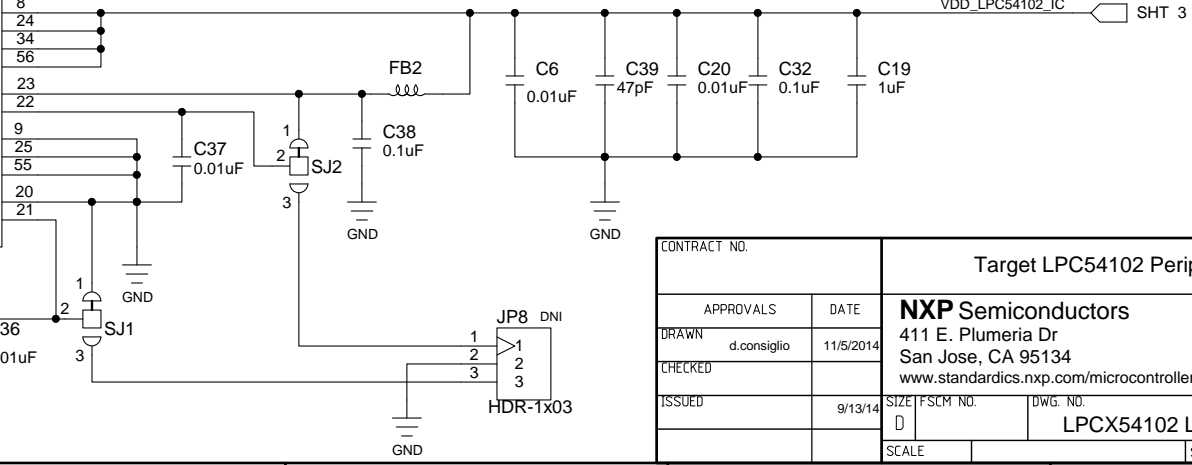 8
24
34
56
23
22
9
25
55
20
21
VDD_LPC54102_IC
SHT 3
FB2
C6
0.01uF
C39
47pF
C20
0.01uF
C32
0.1uF
C19
1uF
C37
0.01uF
1
2
SJ2
3
C38
0.1uF
GND
GND
GND
1
2
SJ1
3
36
01uF
JP8 DNI
1 1
2 2
3 3
HDR-1x03
GND
CONTRACT NO.
APPROVALS DATE
DRAWN d.consiglio 11/5/2014
CHECKED
ISSUED 9/13/14
Target LPC54102 Perip
NXP Semiconductors
411 E. Plumeria Dr
San Jose, CA 95134
www.standardics.nxp.com/microcontroller
SIZE FSCM NO. DWG. NO.
D LPCX54102 L
SCALE